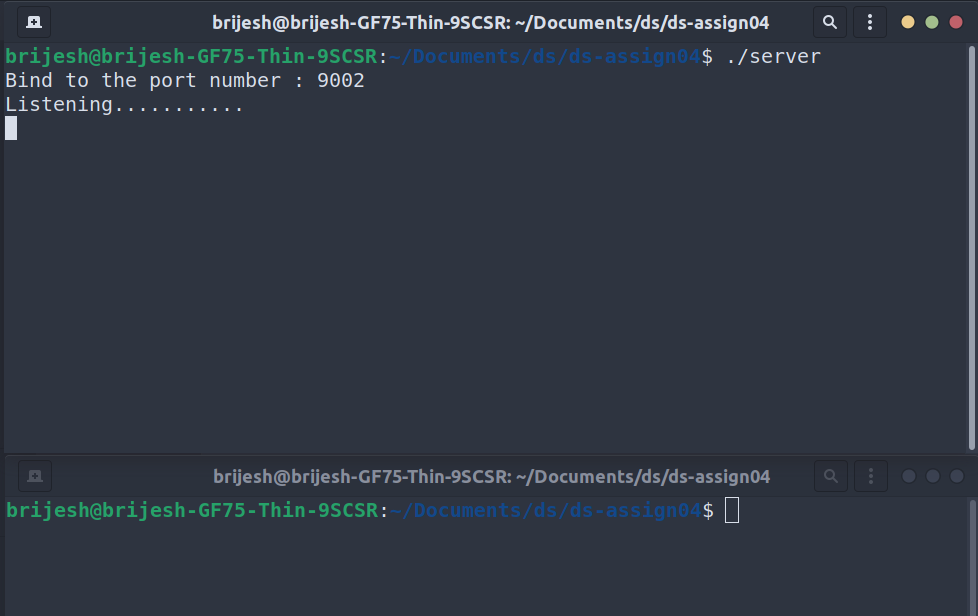 brijesh@brijesh-GF75-Thin-9SCSR: ~/Documents/ds/ds-assign04
brijesh@brijesh-GF75-Thin-9SCSR:~/Documents/ds/ds-assign04$ ./server
Bind to the port number : 9002
Listening...........
brijesh@brijesh-GF75-Thin-9SCSR: ~/Documents/ds/ds-assign04
brijesh@brijesh-GF75-Thin-9SCSR:~/Documents/ds/ds-assign04$